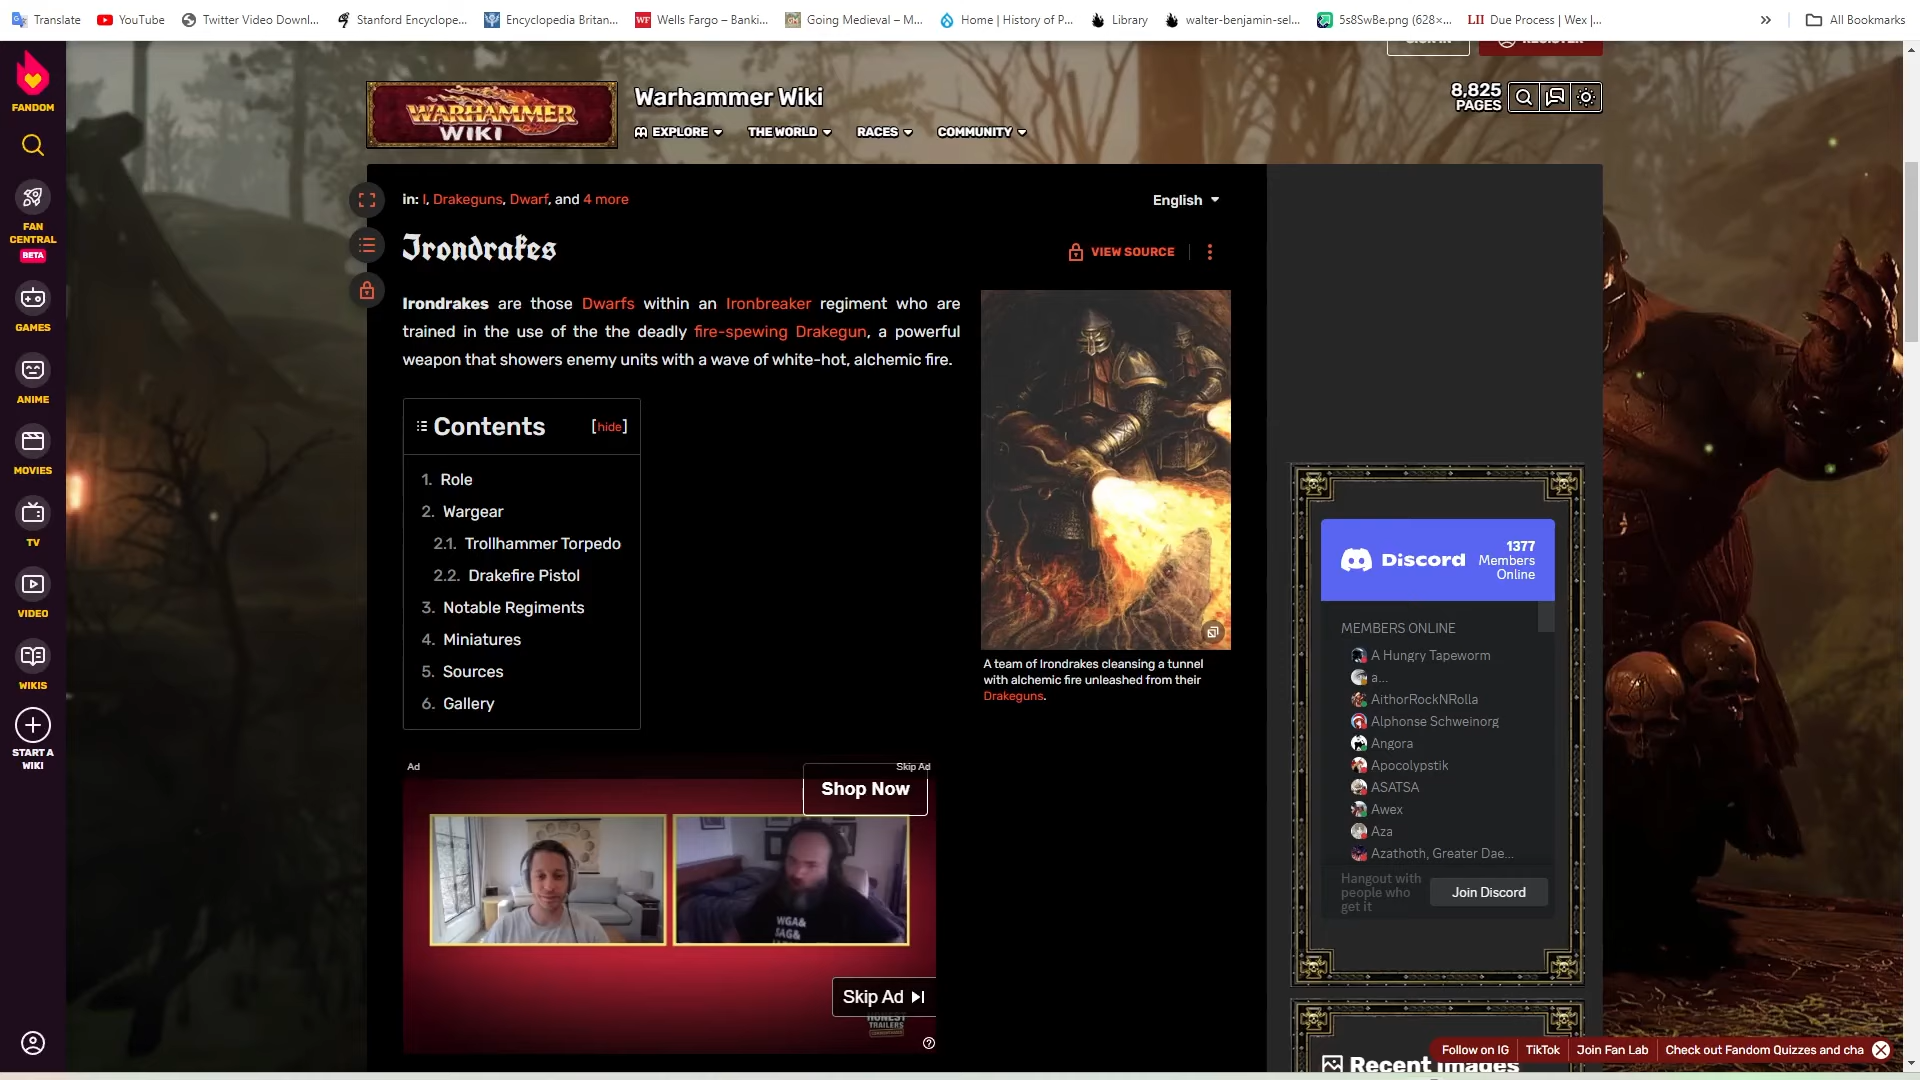 Translate
YouTube
Twitter Video Downl...
Stanford Encyclope...
Encyclopedia Britan...
WF
Wells Fargo – Banki...
GM
Going Medieval – M...
Home | History of P...
Library
walter-benjamin-sel...
5s8SwBe.png (628×...
LII
Due Process | Wex |...
»
All Bookmarks
REGISTER
FANDOM
FAN
CENTRAL
BETA
GAMES
ANIME
MOVIES
TV
VIDEO
WIKIS
START A
WIKI
WARHAMMER
WIKI
Warhammer Wiki
EXPLORE
THE WORLD
RACES
COMMUNITY
8,825
PAGES
in: I, Drakeguns, Dwarf, and 4 more
English
Irondrakes
VIEW SOURCE
Irondrakes are those Dwarfs within an Ironbreaker regiment who are
trained in the use of the the deadly fire-spewing Drakegun, a powerful
weapon that showers enemy units with a wave of white-hot, alchemic fire.
Contents
[hide]
1. Role
2. Wargear
2.1. Trollhammer Torpedo
2.2. Drakefire Pistol
3. Notable Regiments
4. Miniatures
5. Sources
6. Gallery
A team of Irondrakes cleansing a tunnel
with alchemic fire unleashed from their
Drakeguns.
Ad
Skip Ad
Shop Now
WGA&
SAG&
Skip Ad
HONEST
TRAILERS
Discord
1377
Members
Online
MEMBERS ONLINE
A Hungry Tapeworm
a...
AithorRockNRolla
Alphonse Schweinorg
Angora
Apocolypstik
ASATSA
Awex
Aza
Azathoth, Greater Dae...
Hangout with
people who
get it
Join Discord
Recent Images
Follow on IG
TikTok
Join Fan Lab
Check out Fandom Quizzes and cha